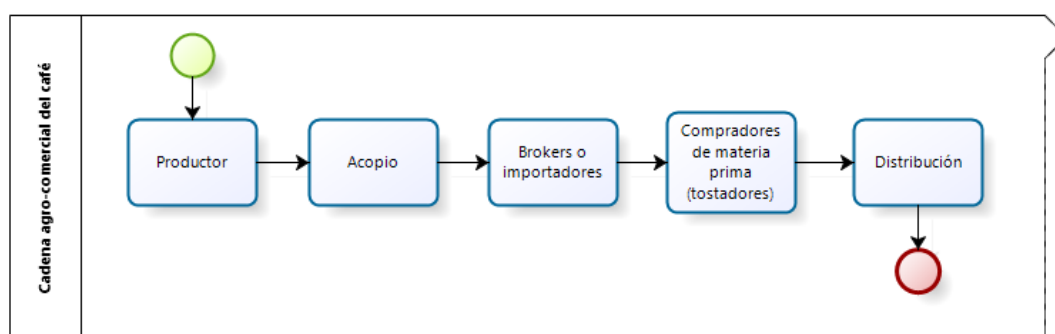 Cadena agro-comercial del café
Productor
Acopio
Brokers o
importadores
Compradores
de materia
prima
(tostadores)
Distribución